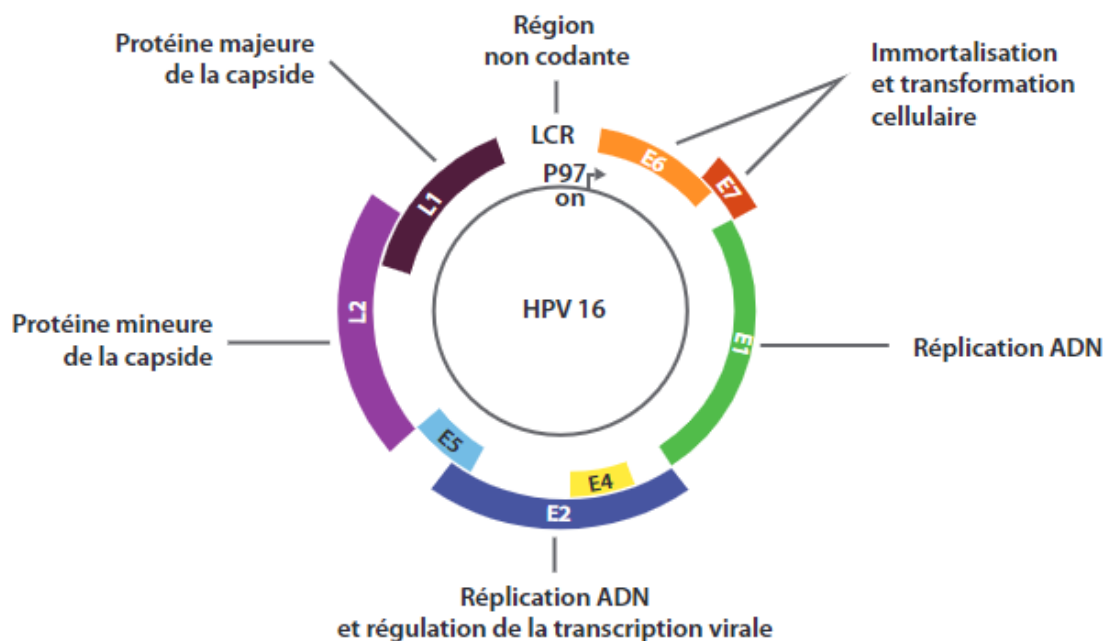 Protéine majeure
de la capside
Région
non codante
Immortalisation
et transformation
cellulaire
LCR
P97
on
E6
E7
L1
L2
HPV 16
Protéine mineure
de la capside
E1
Réplication ADN
E5
E4
E2
Réplication ADN
et régulation de la transcription virale